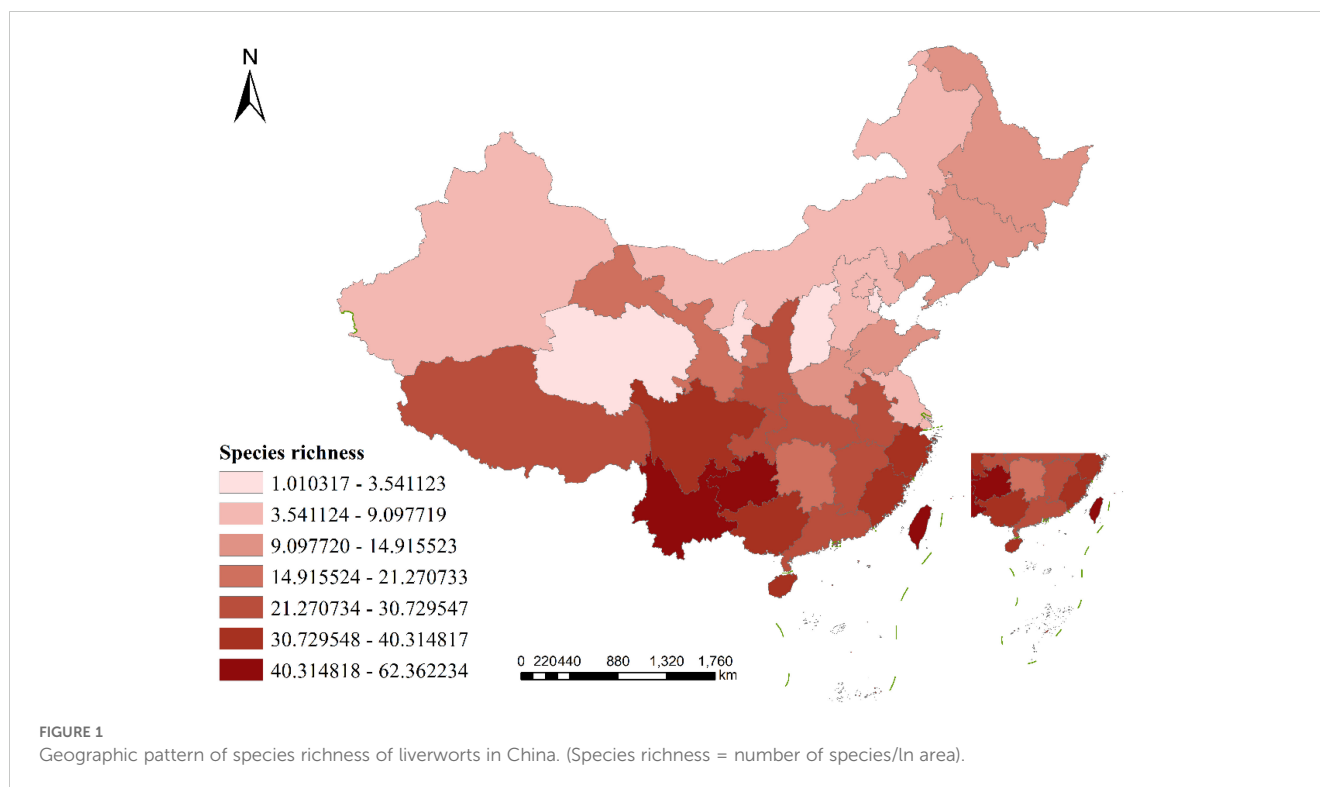 N
Species richness
1.010317 - 3.541123
3.541124 - 9.097719
9.097720 - 14.915523
14.915524 - 21.270733
21.270734 - 30.729547
30.729548 - 40.314817
40.314818 - 62.362234
0 220440 880 1,320 1,760
km
FIGURE 1
Geographic pattern of species richness of liverworts in China. (Species richness = number of species/ln area).